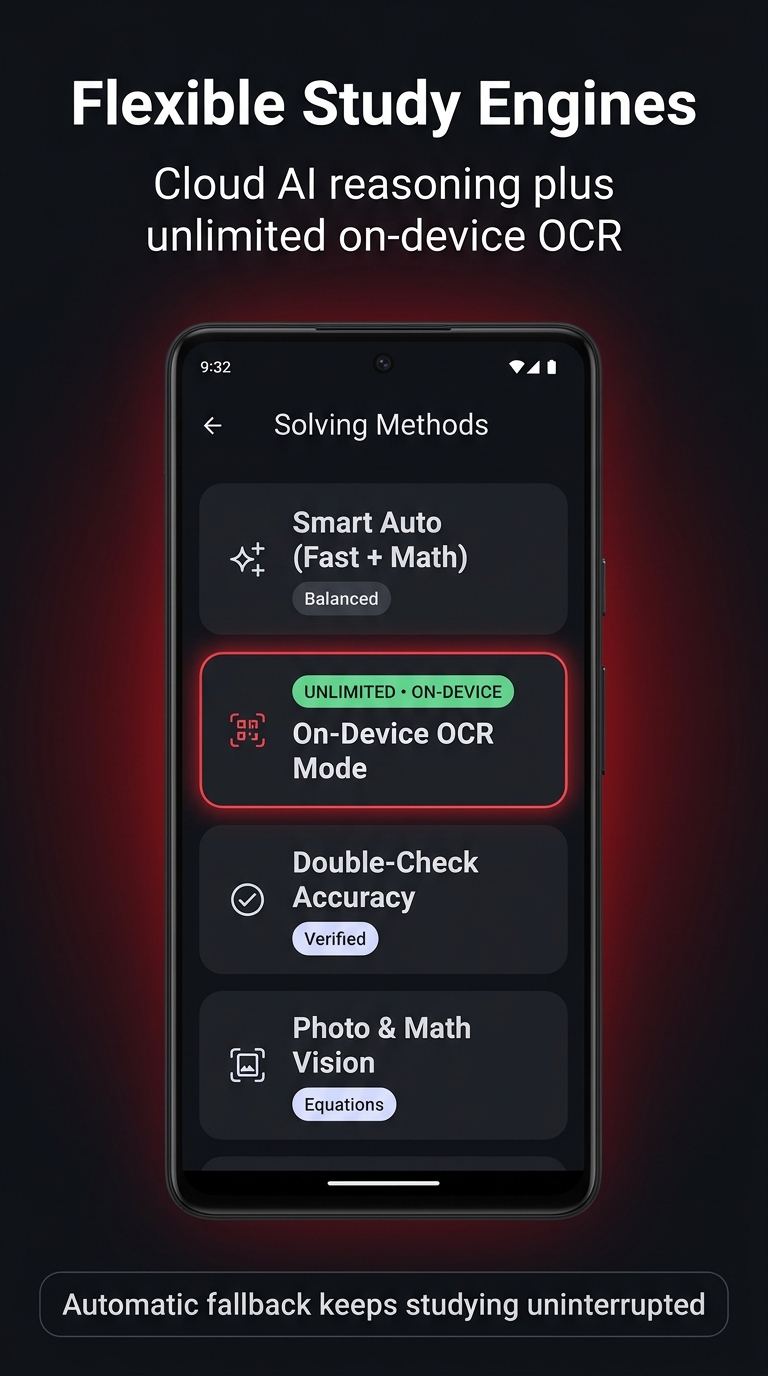 Flexible Study Engines
Cloud AI reasoning plus
unlimited on-device OCR
9:32
Solving Methods
Smart Auto
(Fast + Math)
Balanced
UNLIMITED • ON-DEVICE
On-Device OCR
Mode
Double-Check
Accuracy
Verified
Photo & Math
Vision
Equations
Automatic fallback keeps studying uninterrupted